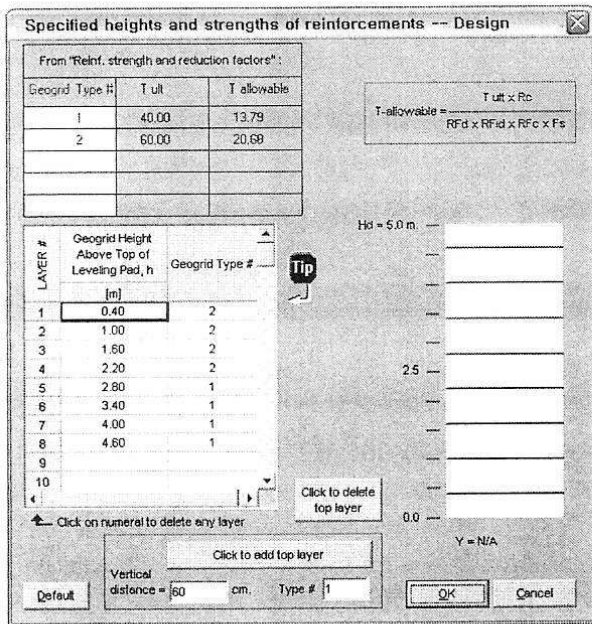 Specified heights and strengths of reinforcements -- Design
From "Reinf. strength and reduction factors" :
Geogrid Type # T ult T allowable
1 40.00 13.79
2 60.00 20.68
T-allowable = T ult x Rc
RFd x RFid x RFc x Fs
LAYER # Geogrid Height Above Top of Leveling Pad, h [m] Geogrid Type #
1 0.40 2
2 1.00 2
3 1.60 2
4 2.20 2
5 2.80 1
6 3.40 1
7 4.00 1
8 4.60 1
9
10
Tip
Hd = 5.0 m
2.5
0.0
Y = N/A
Click on numeral to delete any layer
Click to delete
top layer
Click to add top layer
Vertical
distance = 60 cm. Type # 1
Default
OK
Cancel